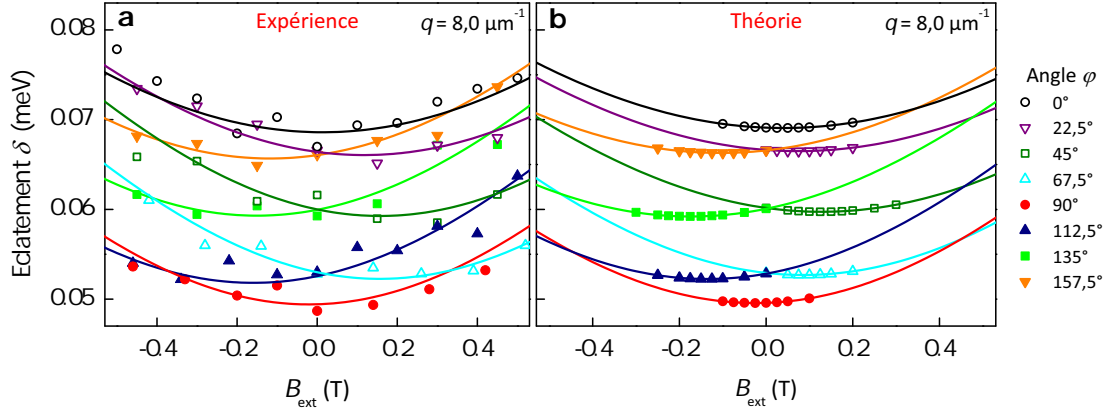 a
Expérience
q = 8,0 µm⁻¹
b
Théorie
q = 8,0 µm⁻¹
0.08
0.07
0.06
0.05
Eclatement δ (meV)
-0.4
-0.2
0.0
0.2
0.4
-0.4
-0.2
0.0
0.2
0.4
B_ext (T)
B_ext (T)
Angle φ
0°
22,5°
45°
67,5°
90°
112,5°
135°
157,5°